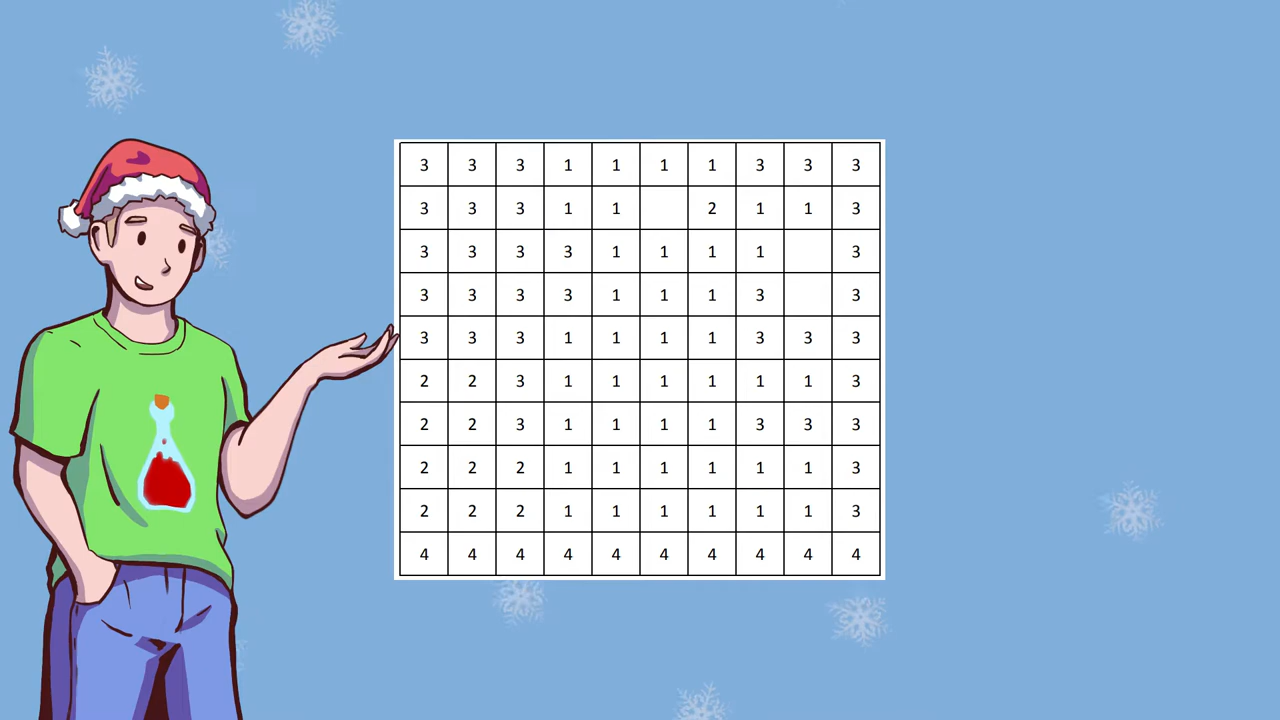 3 3 3 1 1 1 1 3 3 3
3 3 3 1 1 2 1 1 3
3 3 3 3 1 1 1 1 3
3 3 3 3 1 1 1 3 3
3 3 3 1 1 1 1 3 3 3
2 2 3 1 1 1 1 1 1 3
2 2 3 1 1 1 1 3 3 3
2 2 2 1 1 1 1 1 1 3
2 2 2 1 1 1 1 1 1 3
4 4 4 4 4 4 4 4 4 4